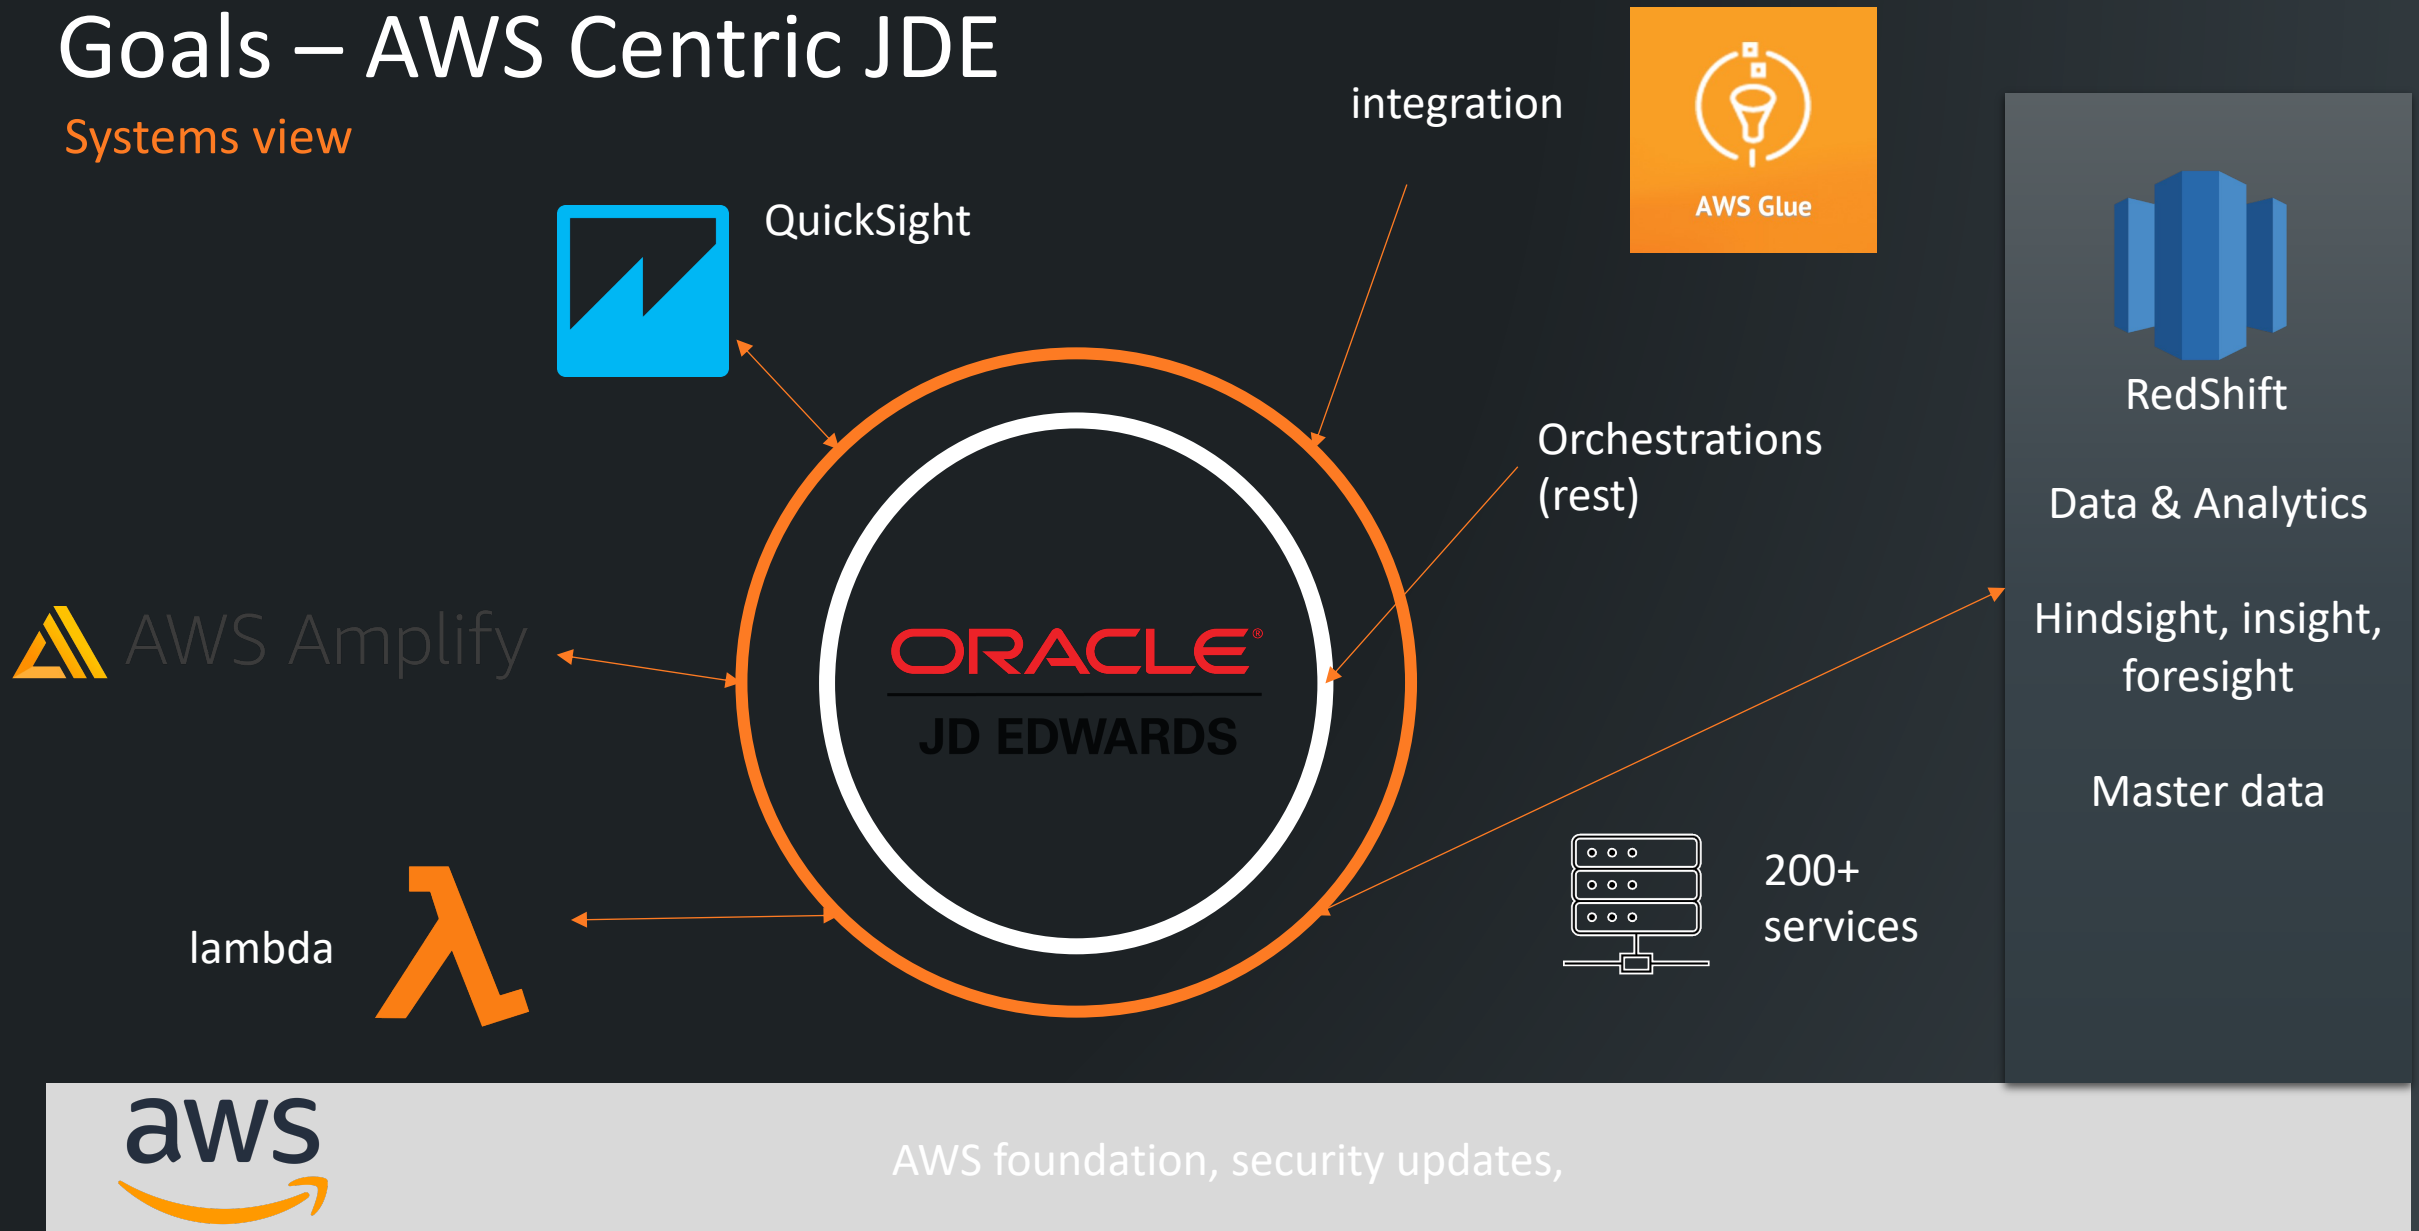 Goals – AWS Centric JDE
Systems view
integration
AWS Glue
QuickSight
RedShift
Orchestrations
(rest)
Data & Analytics
Hindsight, insight,
foresight
AWS Amplify
ORACLE®
JD EDWARDS
Master data
200+
services
lambda
aws
AWS foundation, security updates,